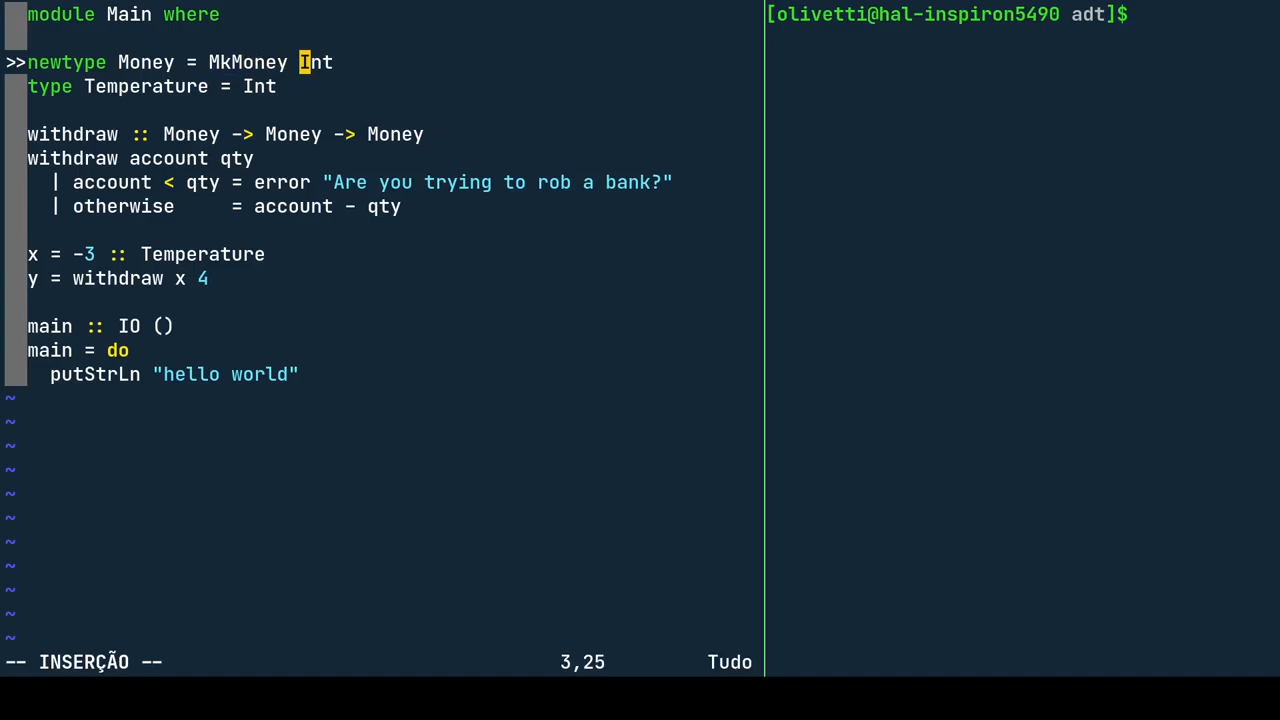 module Main where
>>newtype Money = MkMoney Int
type Temperature = Int
withdraw :: Money -> Money -> Money
withdraw account qty
  | account < qty = error "Are you trying to rob a bank?"
  | otherwise     = account - qty
x = -3 :: Temperature
y = withdraw x 4
main :: IO ()
main = do
  putStrLn "hello world"
~
~
~
~
~
~
~
~
~
~
~
-- INSERÇÃO --                                   3,25         Tudo
[olivetti@hal-inspiron5490 adt]$